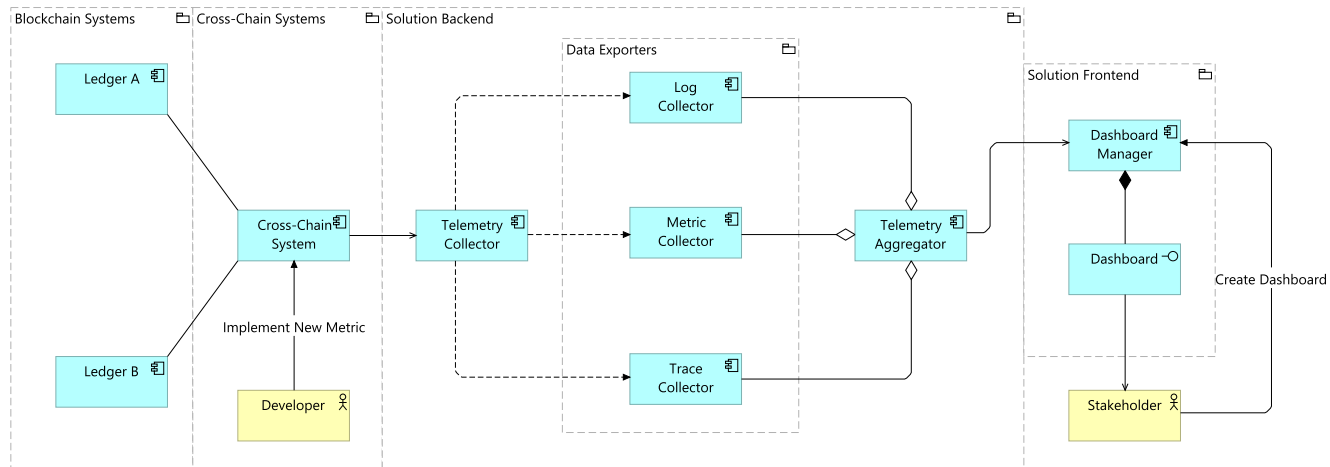 Blockchain Systems
Cross-Chain Systems
Solution Backend
Data Exporters
Solution Frontend
Ledger A
Log
Collector
Dashboard
Manager
Cross-Chain
System
Telemetry
Collector
Metric
Collector
Telemetry
Aggregator
Dashboard
Create Dashboard
Implement New Metric
Ledger B
Trace
Collector
Developer
Stakeholder